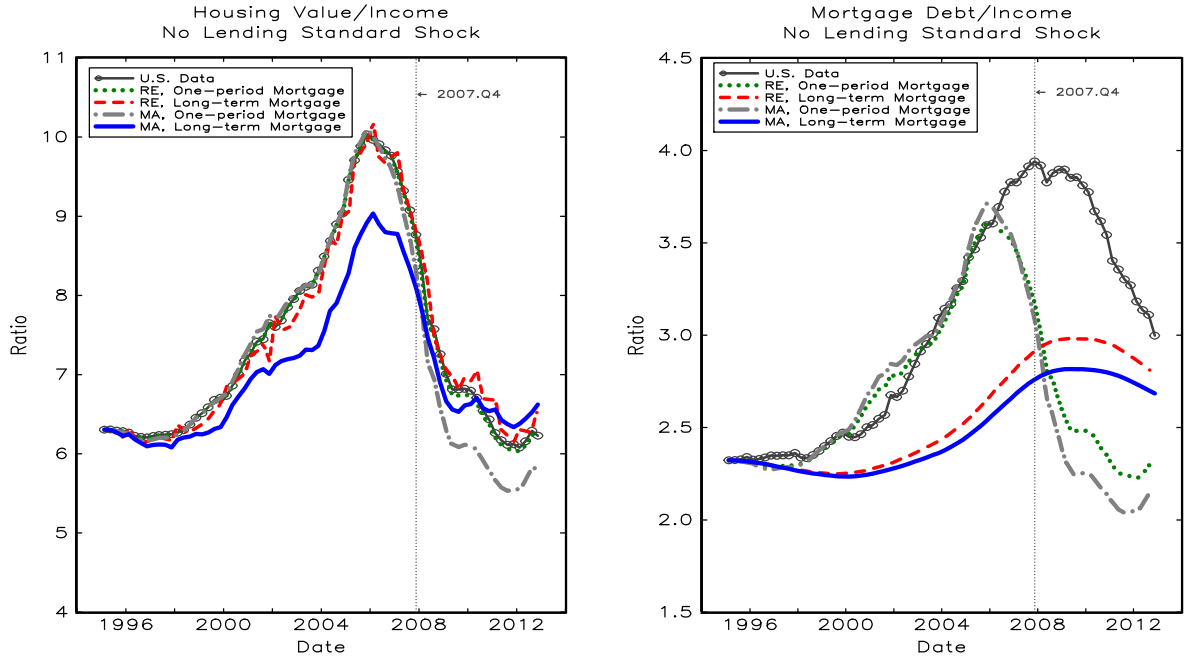 Housing Value/Income
No Lending Standard Shock
11
10
9
8
7
6
5
4
Ratio
U.S. Data
RE, One-period Mortgage
RE, Long-term Mortgage
MA, One-period Mortgage
MA, Long-term Mortgage
← 2007.Q4
1996 2000 2004 2008 2012
Date
Mortgage Debt/Income
No Lending Standard Shock
4.5
4.0
3.5
3.0
2.5
2.0
1.5
Ratio
U.S. Data
RE, One-period Mortgage
RE, Long-term Mortgage
MA, One-period Mortgage
MA, Long-term Mortgage
← 2007.Q4
1996 2000 2004 2008 2012
Date